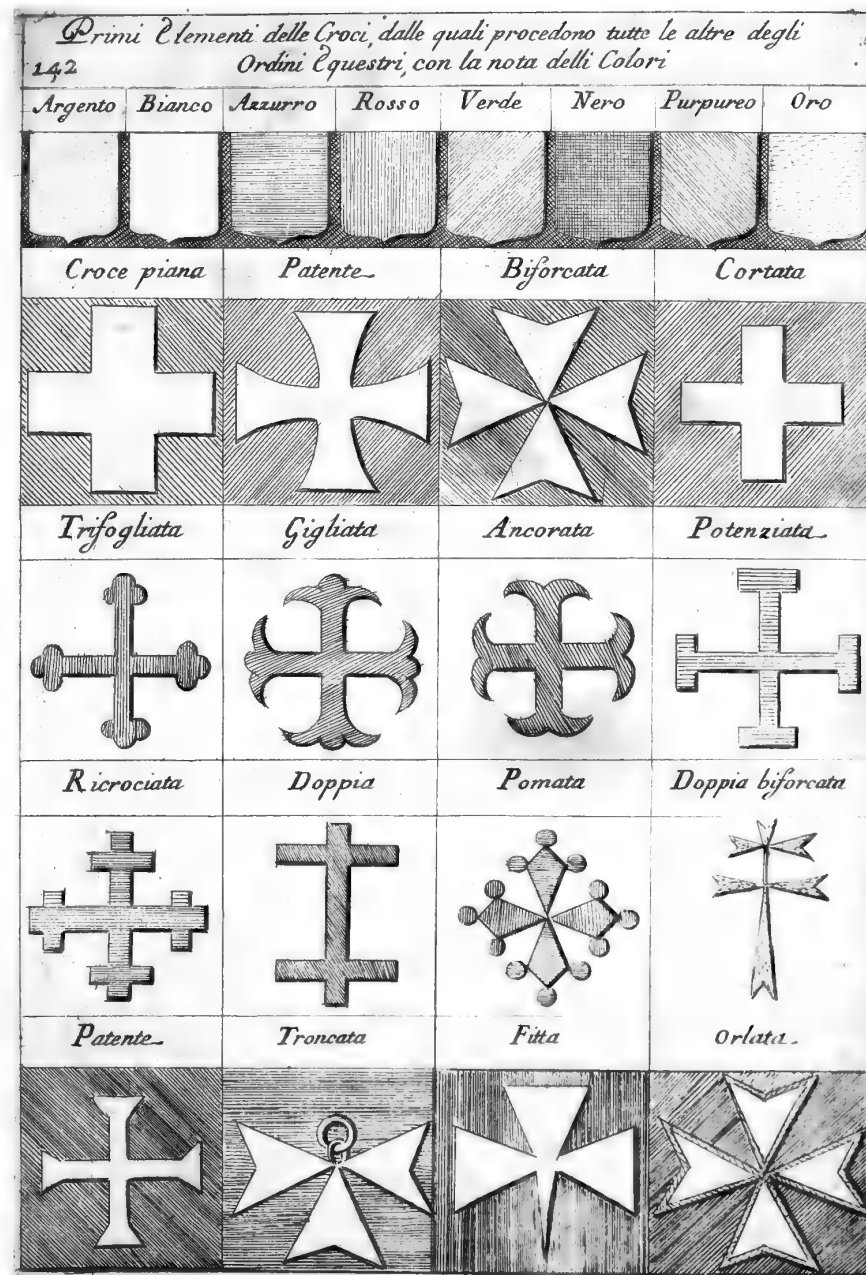 Primi Elementi delle Croci, dalle quali procedono tutte le altre degli
142 Ordini Equestri, con la nota delli Colori
Argento Bianco Azzurro Rosso Verde Nero Purpureo Oro
Croce piana Patente Biforcata Cortata
Trifogliata Gigliata Ancorata Potenziata
Ricrociata Doppia Pomata Doppia biforcata
Patente Troncata Fitta Orlata